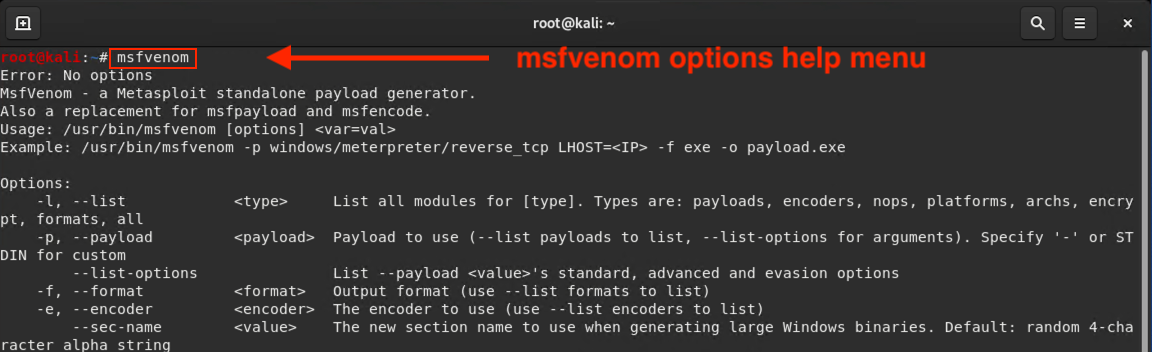 root@kali: ~
root@kali:~# msfvenom
msfvenom options help menu
Error: No options
MsfVenom - a Metasploit standalone payload generator.
Also a replacement for msfpayload and msfencode.
Usage: /usr/bin/msfvenom [options] <var=val>
Example: /usr/bin/msfvenom -p windows/meterpreter/reverse_tcp LHOST=<IP> -f exe -o payload.exe
Options:
    -l, --list            <type>     List all modules for [type]. Types are: payloads, encoders, nops, platforms, archs, encry
pt, formats, all
    -p, --payload         <payload>  Payload to use (--list payloads to list, --list-options for arguments). Specify '-' or ST
DIN for custom
        --list-options               List --payload <value>'s standard, advanced and evasion options
    -f, --format          <format>   Output format (use --list formats to list)
    -e, --encoder         <encoder>  The encoder to use (use --list encoders to list)
        --sec-name        <value>    The new section name to use when generating large Windows binaries. Default: random 4-cha
racter alpha string